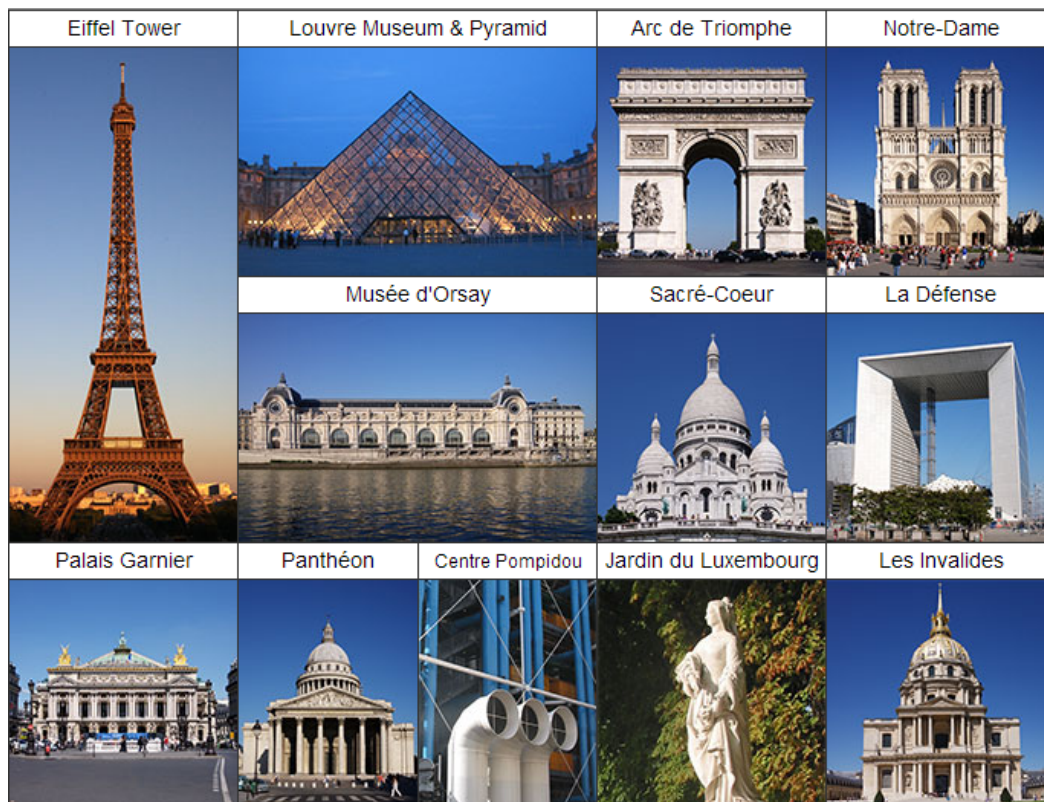 Eiffel Tower
Louvre Museum & Pyramid
Arc de Triomphe
Notre-Dame
Musée d'Orsay
Sacré-Coeur
La Défense
Palais Garnier
Panthéon
Centre Pompidou
Jardin du Luxembourg
Les Invalides